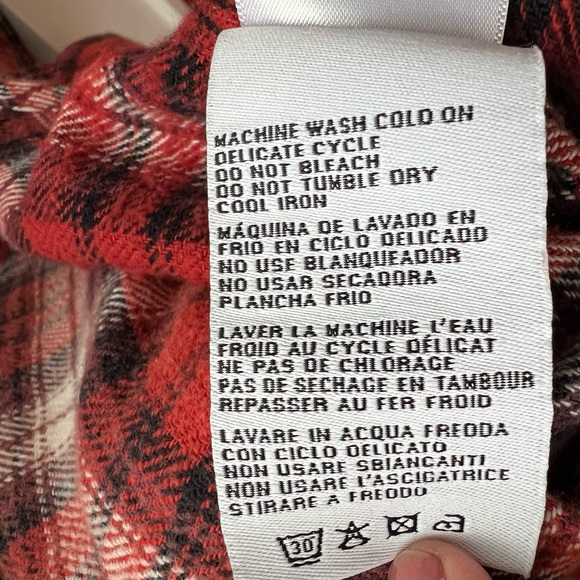 MACHINE WASH COLD ON
DELICATE CYCLE
DO NOT BLEACH
DO NOT TUMBLE DRY
COOL IRON
MÁQUINA DE LAVADO EN
FRIO EN CICLO DELICADO
NO USE BLANQUEADOR
NO USAR SECADORA
PLANCHA FRIO
LAVER LA MACHINE L'EAU
FROID AU CYCLE DÉLICAT
NE PAS DE CHLORAGE
PAS DE SECHAGE EN TAMBOUR
REPASSER AU FER FROID
LAVARE IN ACQUA FREDDA
CON CICLO DELICATO
NON USARE SBIANCANTI
NON USARE L'ASCIGATRICE
STIRARE A FREDDO
30